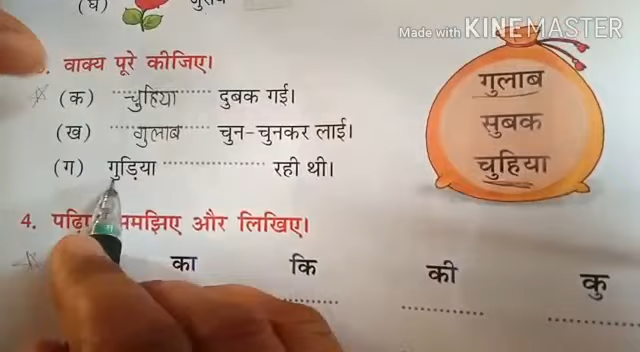 (घ)
Made with KINEMASTER
वाक्य पूरे कीजिए।
(क) चुहिया दुबक गई।
(ख) गुलाब चुन-चुनकर लाई।
(ग) गुड़िया रही थी।
गुलाब
सुबक
चुहिया
4. पढ़िए समझिए और लिखिए।
का कि की कु